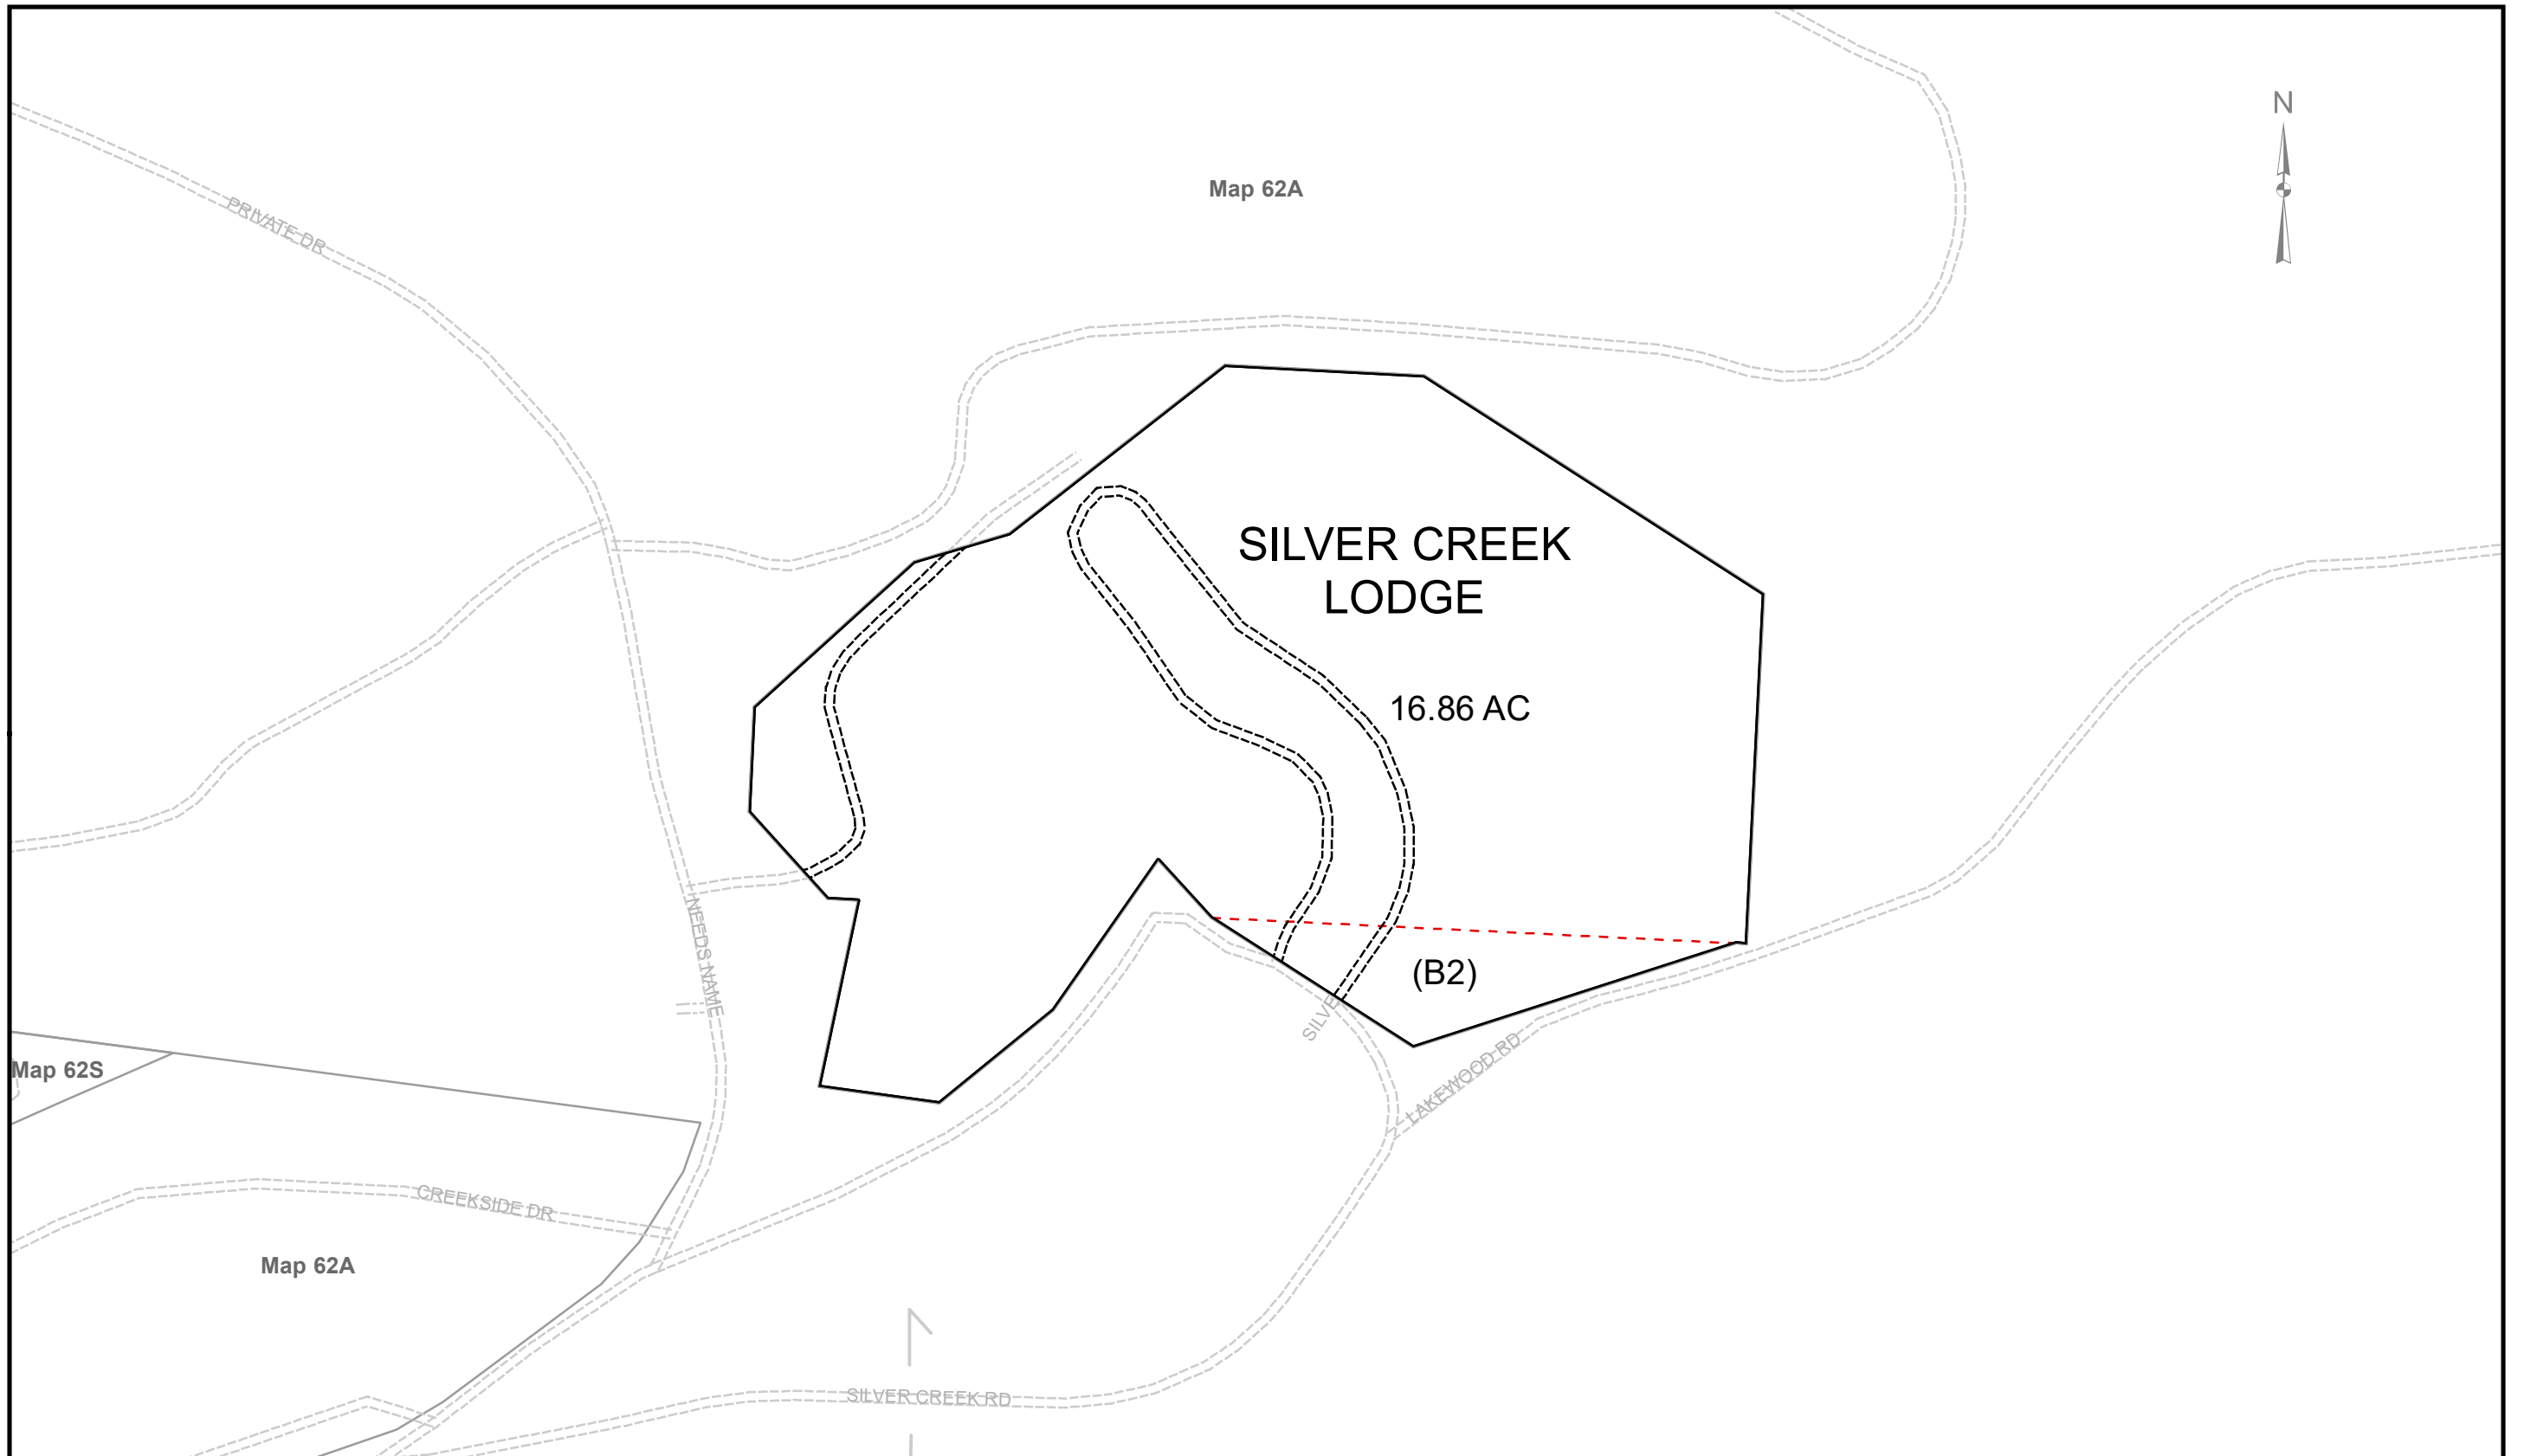 N
Map 62A
PRIVATE DR
SILVER CREEK
LODGE
16.86 AC
NEEDS NAME
(B2)
SILVE
LAKEWOOD RD
Map 62S
CREEKSIDE DR
Map 62A
SILVER CREEK RD